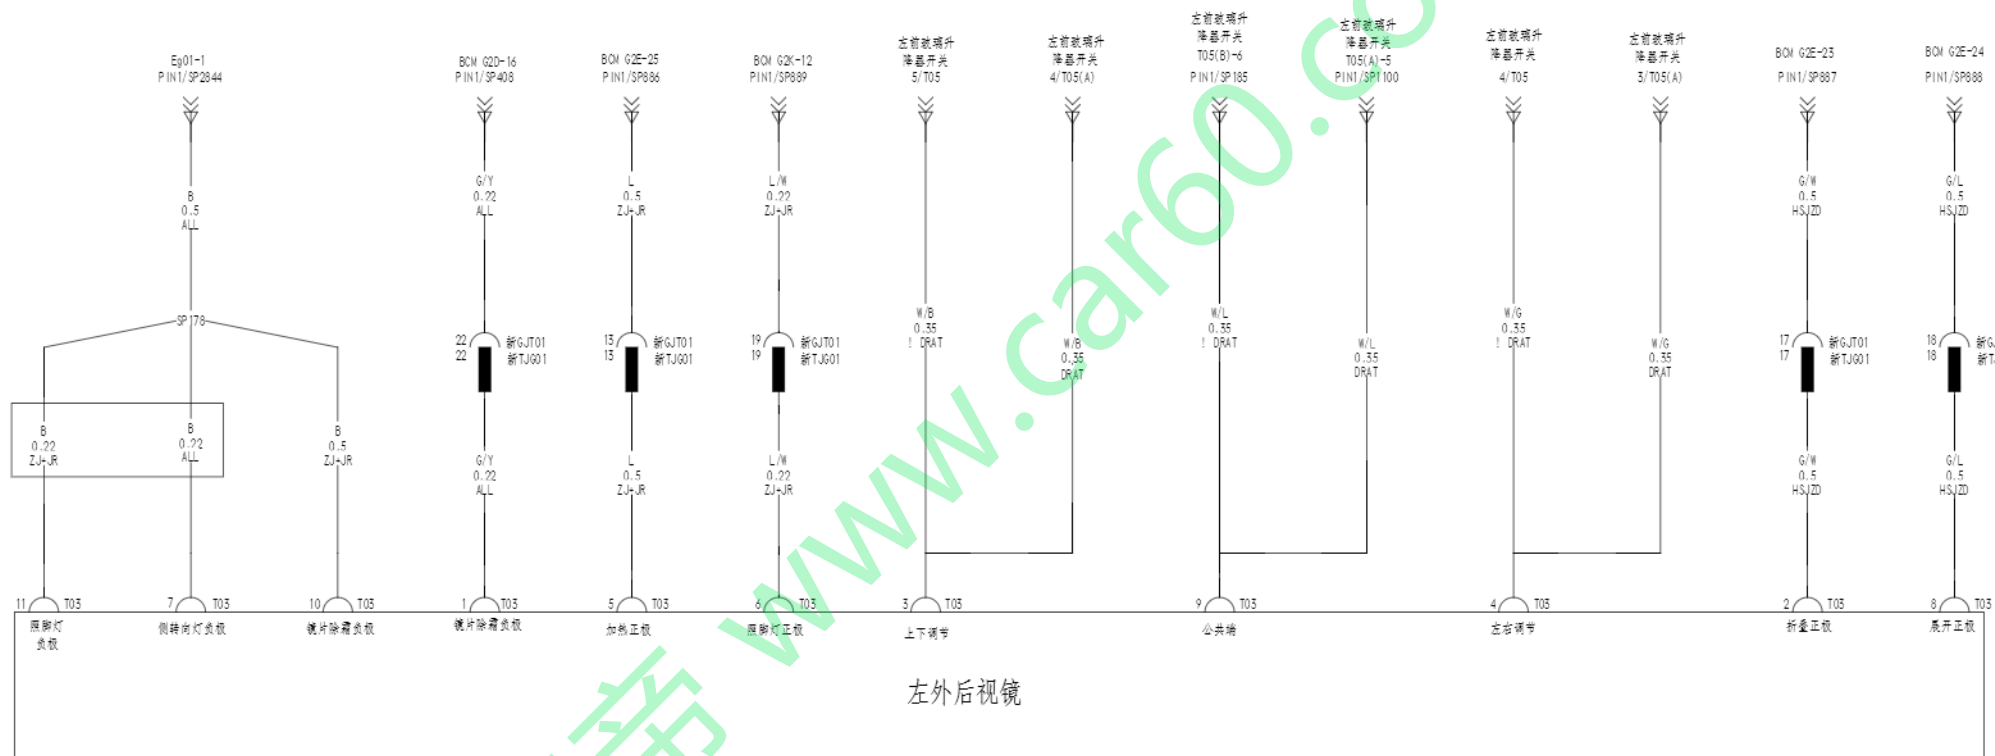 Eg01-1
PIN1/SP2844
BCM G2D-16
PIN1/SP408
BCM G2E-25
PIN1/SP886
BCM G2K-12
PIN1/SP889
左前玻璃升
降器开关
5/T05
左前玻璃升
降器开关
4/T05(A)
左前玻璃升
降器开关
T05(B)-6
PIN1/SP185
左前玻璃升
降器开关
T05(A)-5
PIN1/SP1100
左前玻璃升
降器开关
4/T05
左前玻璃升
降器开关
3/T05(A)
BCM G2E-23
PIN1/SP887
BCM G2E-24
PIN1/SP888
B
0.5
ALL
G/Y
0.22
ALL
L
0.5
ZJ+JR
L/W
0.22
ZJ+JR
G/W
0.5
HSJZD
G/L
0.5
HSJZD
SP178
22 新GJT01
22 新TJG01
13 新GJT01
13 新TJG01
19 新GJT01
19 新TJG01
W/B
0.35
! DRAT
W/B
0.35
DRAT
W/L
0.35
! DRAT
W/L
0.35
DRAT
W/G
0.35
! DRAT
W/G
0.35
DRAT
17 新GJT01
17 新TJG01
18 新G
18 新T
B
0.22
ZJ+JR
B
0.22
ALL
B
0.5
ZJ+JR
G/Y
0.22
ALL
L
0.5
ZJ+JR
L/W
0.22
ZJ+JR
G/W
0.5
HSJZD
G/L
0.5
HSJZD
11 T03
照脚灯
负极
7 T03
侧转向灯负极
10 T03
镜片除霜负极
1 T03
镜片除霜负极
5 T03
加热正极
6 T03
照脚灯正极
3 T03
上下调节
9 T03
公共端
4 T03
左右调节
2 T03
折叠正极
8 T03
展开正极
左外后视镜
帝 www.car60.co